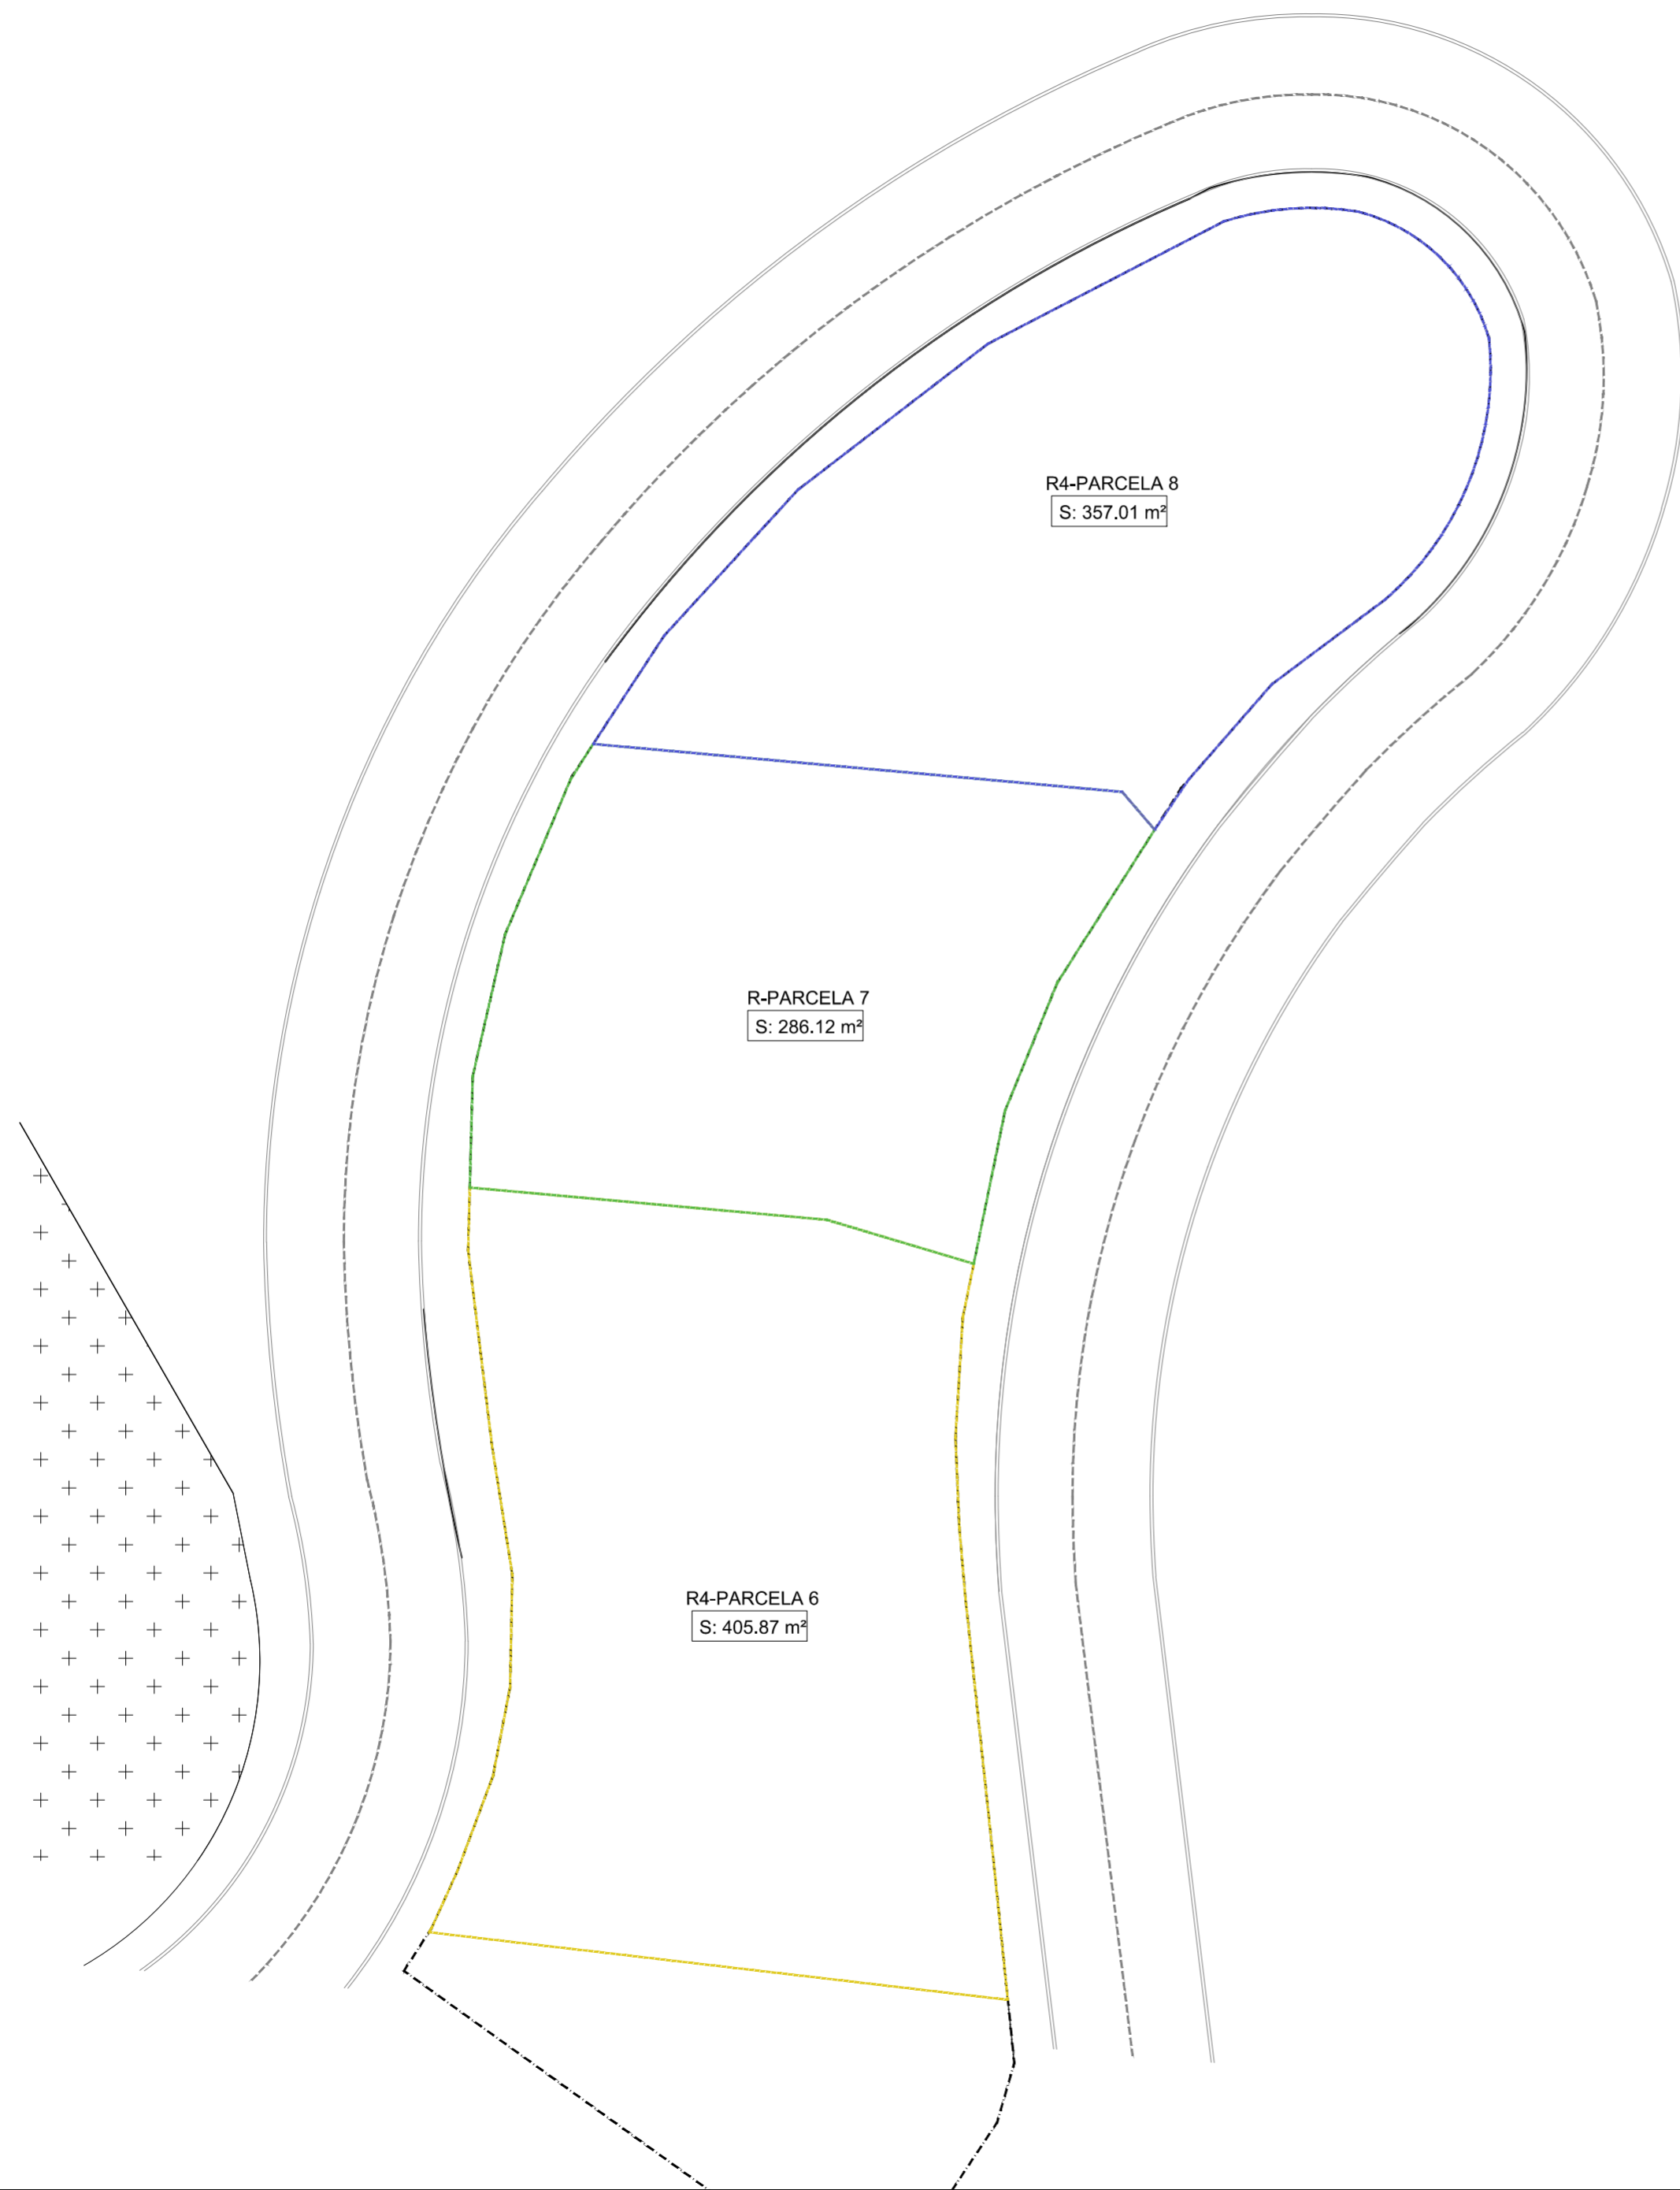 R4-PARCELA 8
S: 357.01 m²
R-PARCELA 7
S: 286.12 m²
R4-PARCELA 6
S: 405.87 m²